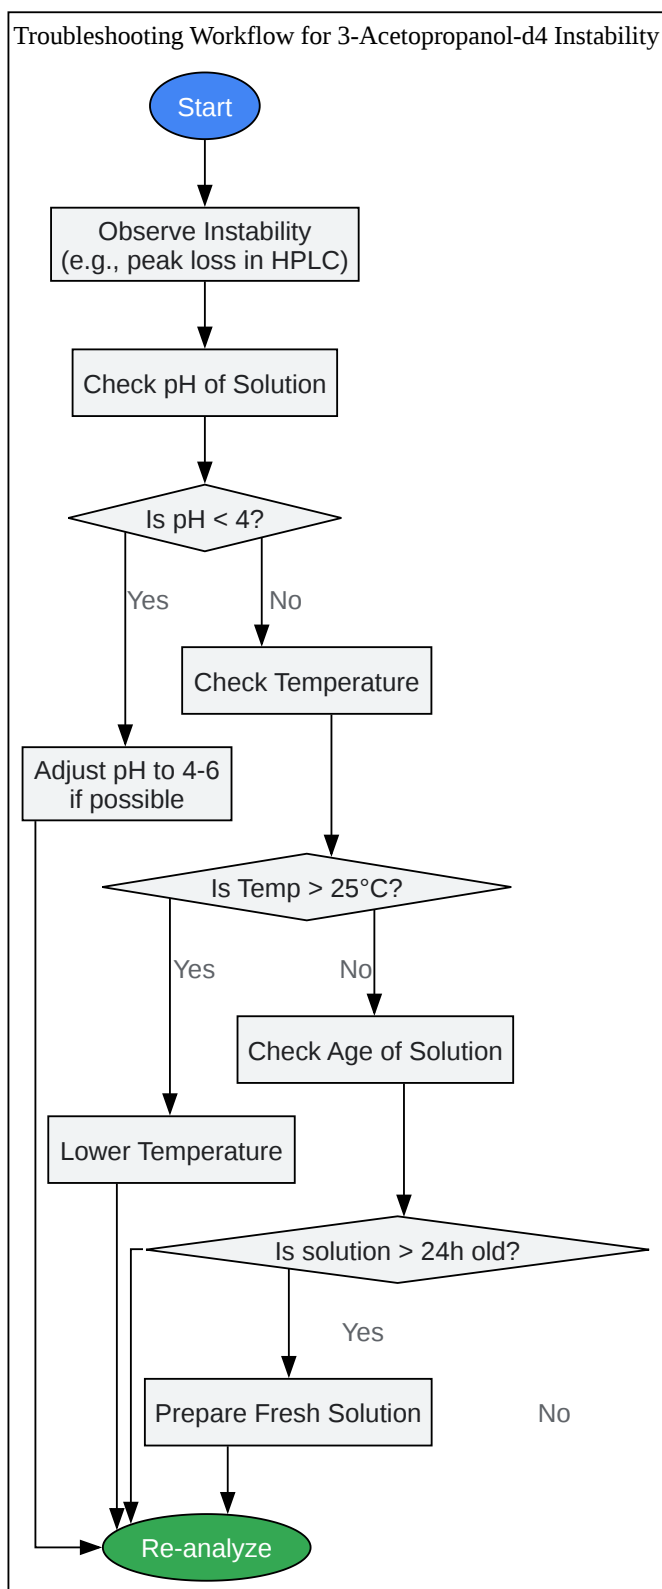 Troubleshooting Workflow for 3-Acetopropanol-d4 Instability
Start
Observe Instability
(e.g., peak loss in HPLC)
Check pH of Solution
Is pH < 4?
Yes
No
Check Temperature
Adjust pH to 4-6
if possible
Is Temp > 25°C?
Yes
No
Check Age of Solution
Lower Temperature
Is solution > 24h old?
Yes
Prepare Fresh Solution
No
Re-analyze